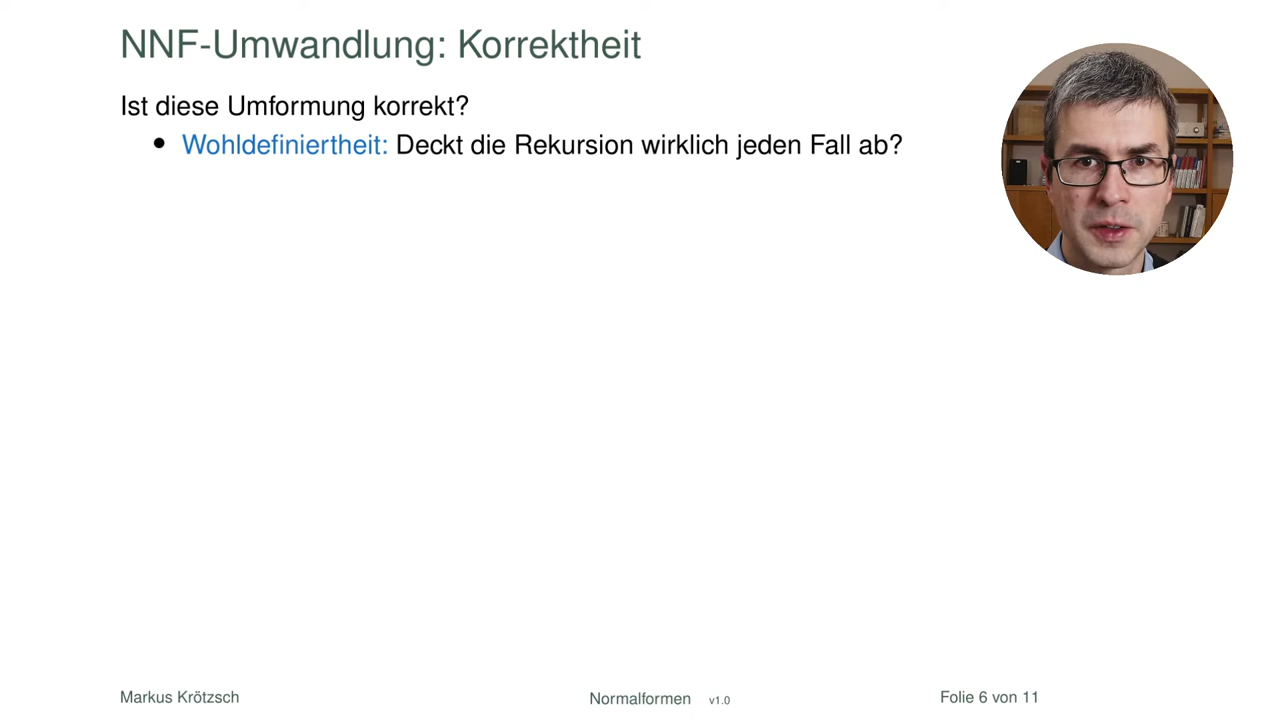 NNF-Umwandlung: Korrektheit
Ist diese Umformung korrekt?
• Wohldefiniertheit: Deckt die Rekursion wirklich jeden Fall ab?
Markus Krötzsch Normalformen v1.0 Folie 6 von 11